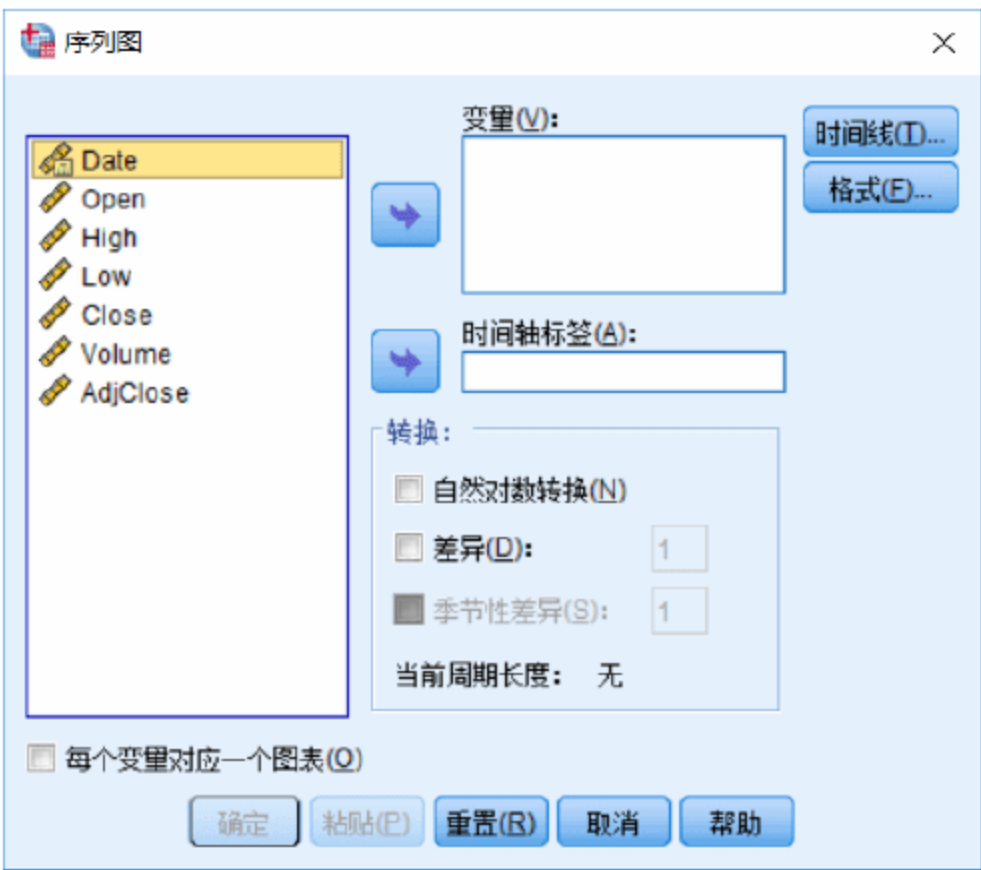 序列图
变量(V):
时间线(T)...
格式(F)...
Date
Open
High
Low
Close
Volume
AdjClose
时间轴标签(A):
转换:
自然对数转换(N)
差异(D): 1
季节性差异(S): 1
当前周期长度: 无
每个变量对应一个图表(O)
确定 粘贴(P) 重置(R) 取消 帮助